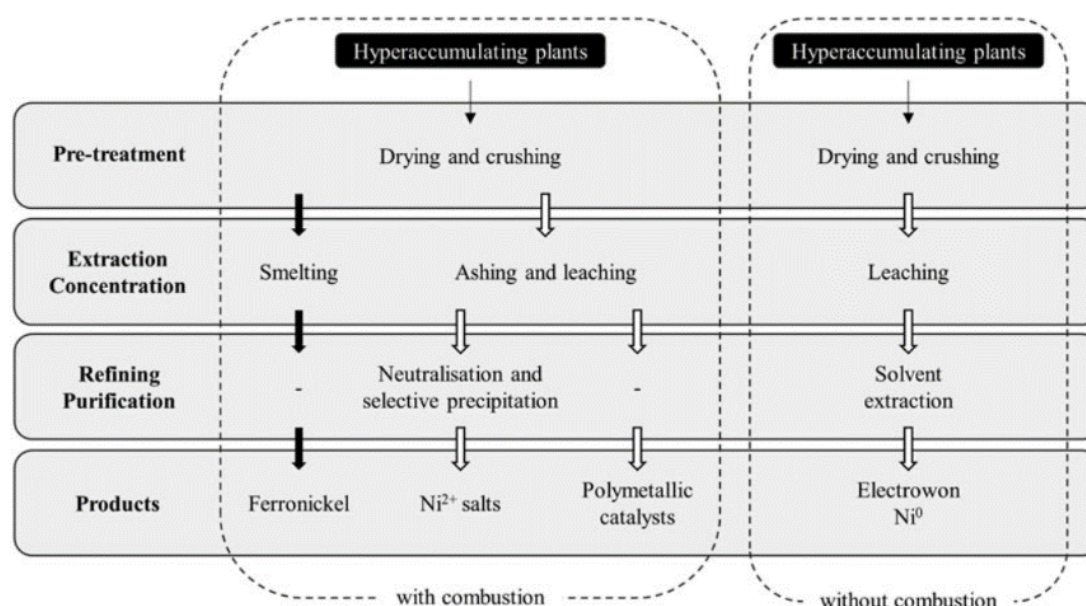 Hyperaccumulating plants
Hyperaccumulating plants
Pre-treatment
Drying and crushing
Drying and crushing
Extraction
Concentration
Smelting
Ashing and leaching
Leaching
Refining
Purification
-
Neutralisation and
selective precipitation
-
Solvent
extraction
Products
Ferronickel
Ni²⁺ salts
Polymetallic
catalysts
Electrowon
Ni⁰
with combustion
without combustion